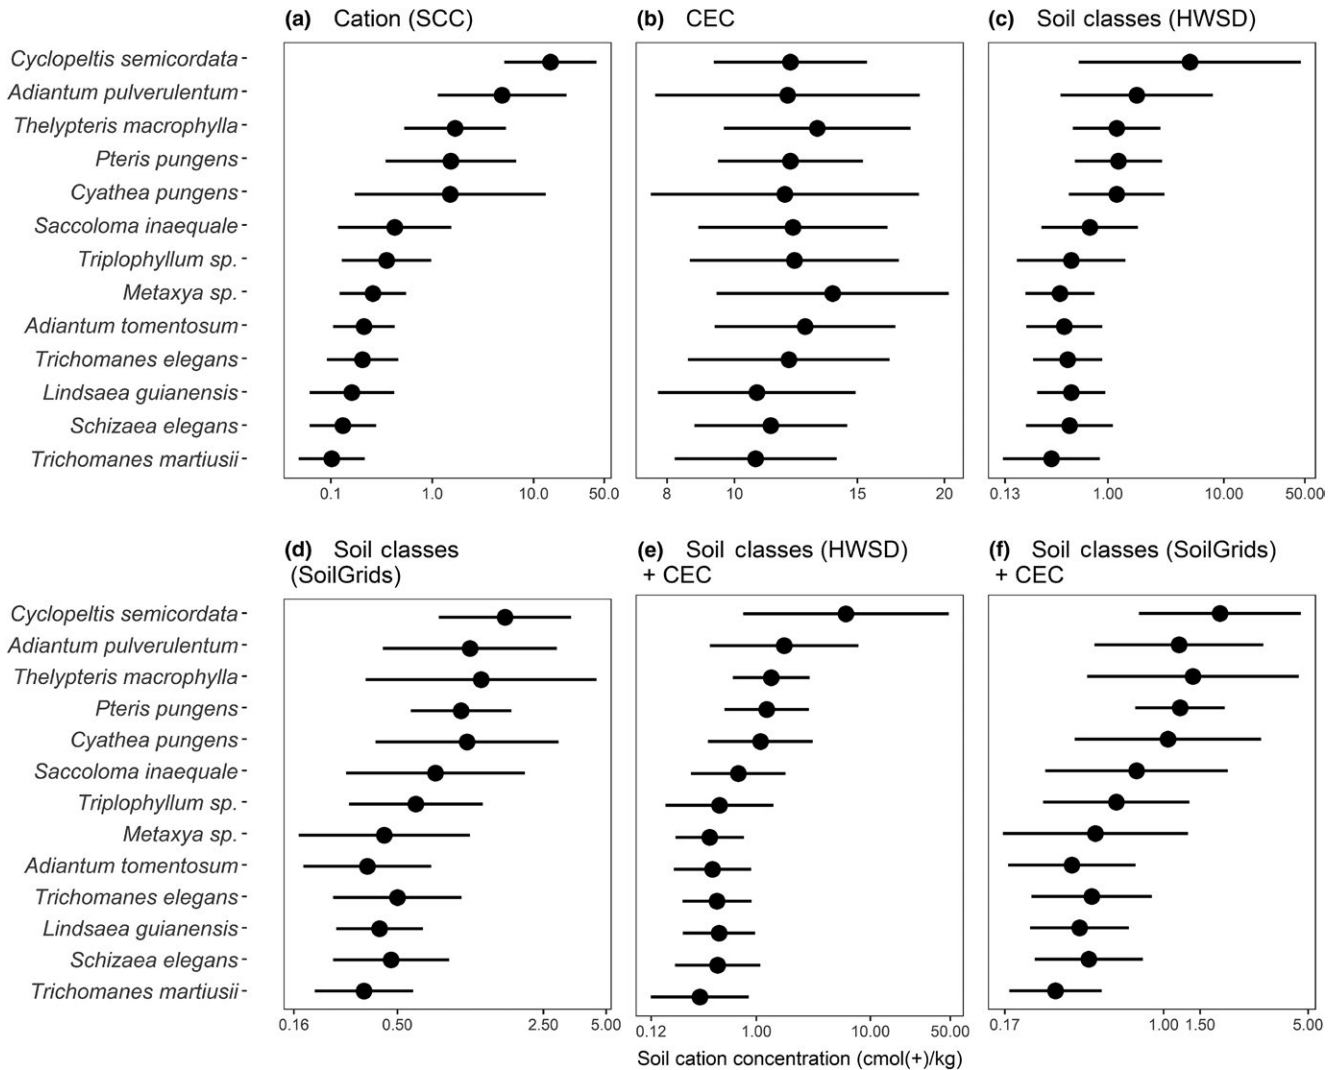 (a) Cation (SCC)
(b) CEC
(c) Soil classes (HWSD)
Cyclopeltis semicordata
Adiantum pulverulentum
Thelypteris macrophylla
Pteris pungens
Cyathea pungens
Saccoloma inaequale
Triplophyllum sp.
Metaxya sp.
Adiantum tomentosum
Trichomanes elegans
Lindsaea guianensis
Schizaea elegans
Trichomanes martiusii
0.1 1.0 10.0 50.0
8 10 15 20
0.13 1.00 10.00 50.00
(d) Soil classes
(SoilGrids)
(e) Soil classes (HWSD)
+ CEC
(f) Soil classes (SoilGrids)
+ CEC
Cyclopeltis semicordata
Adiantum pulverulentum
Thelypteris macrophylla
Pteris pungens
Cyathea pungens
Saccoloma inaequale
Triplophyllum sp.
Metaxya sp.
Adiantum tomentosum
Trichomanes elegans
Lindsaea guianensis
Schizaea elegans
Trichomanes martiusii
0.16 0.50 2.50 5.00
0.12 1.00 10.00 50.00
0.17 1.00 1.50 5.00
Soil cation concentration (cmol(+)/kg)